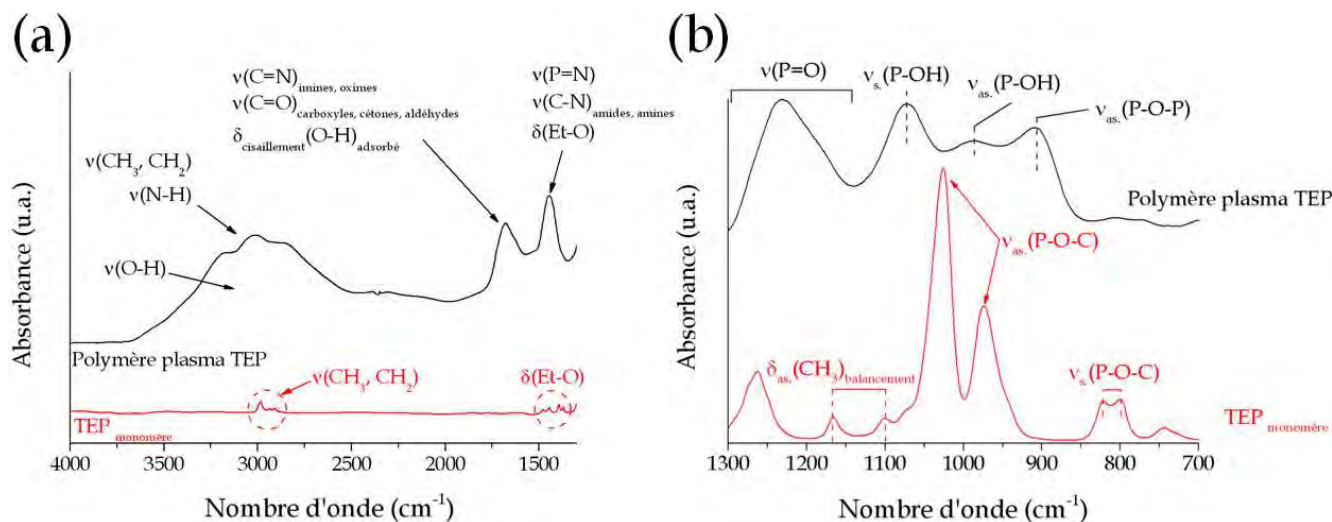 (a)
ν(C=N)imines, oximes
ν(C=O)carboxyles, cétones, aldéhydes
δcisaillement(O-H)adsorbé
ν(P=N)
ν(C-N)amides, amines
δ(Et-O)
ν(CH3, CH2)
ν(N-H)
ν(O-H)
Polymère plasma TEP
ν(CH3, CH2)
δ(Et-O)
TEPmonomère
Absorbance (u.a.)
4000 3500 3000 2500 2000 1500
Nombre d'onde (cm-1)
(b)
ν(P=O)
νs.(P-OH)
νas.(P-OH)
νas.(P-O-P)
Polymère plasma TEP
νas.(P-O-C)
δas.(CH3)balancement
νs.(P-O-C)
TEPmonomère
Absorbance (u.a.)
1300 1200 1100 1000 900 800 700
Nombre d'onde (cm-1)